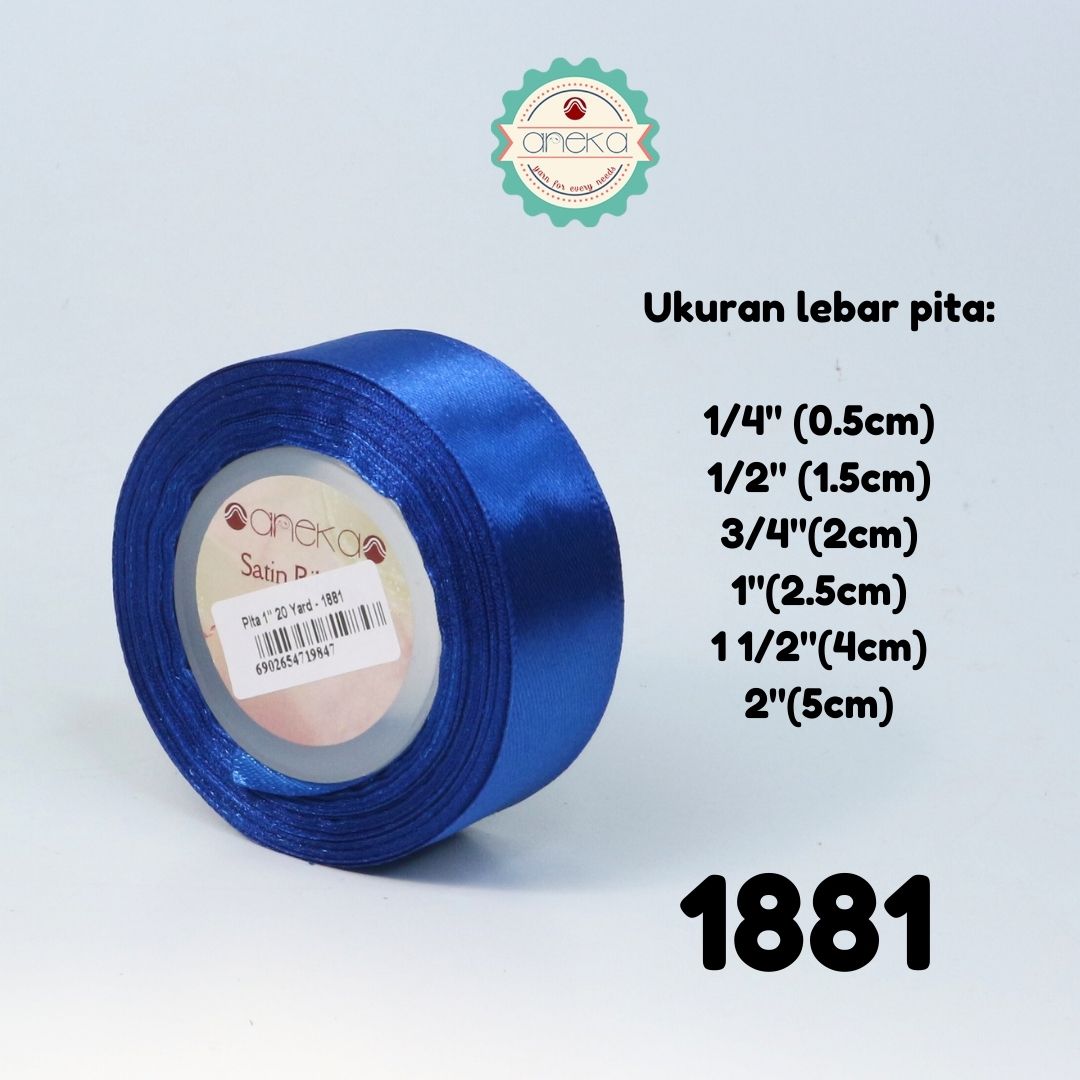 aneka
yarn for every needs
Ukuran lebar pita:
1/4" (0.5cm)
1/2" (1.5cm)
3/4"(2cm)
1"(2.5cm)
1 1/2"(4cm)
2"(5cm)
aneka
Satin
Pita 1" 20 Yard - 1881
6902654719847
1881